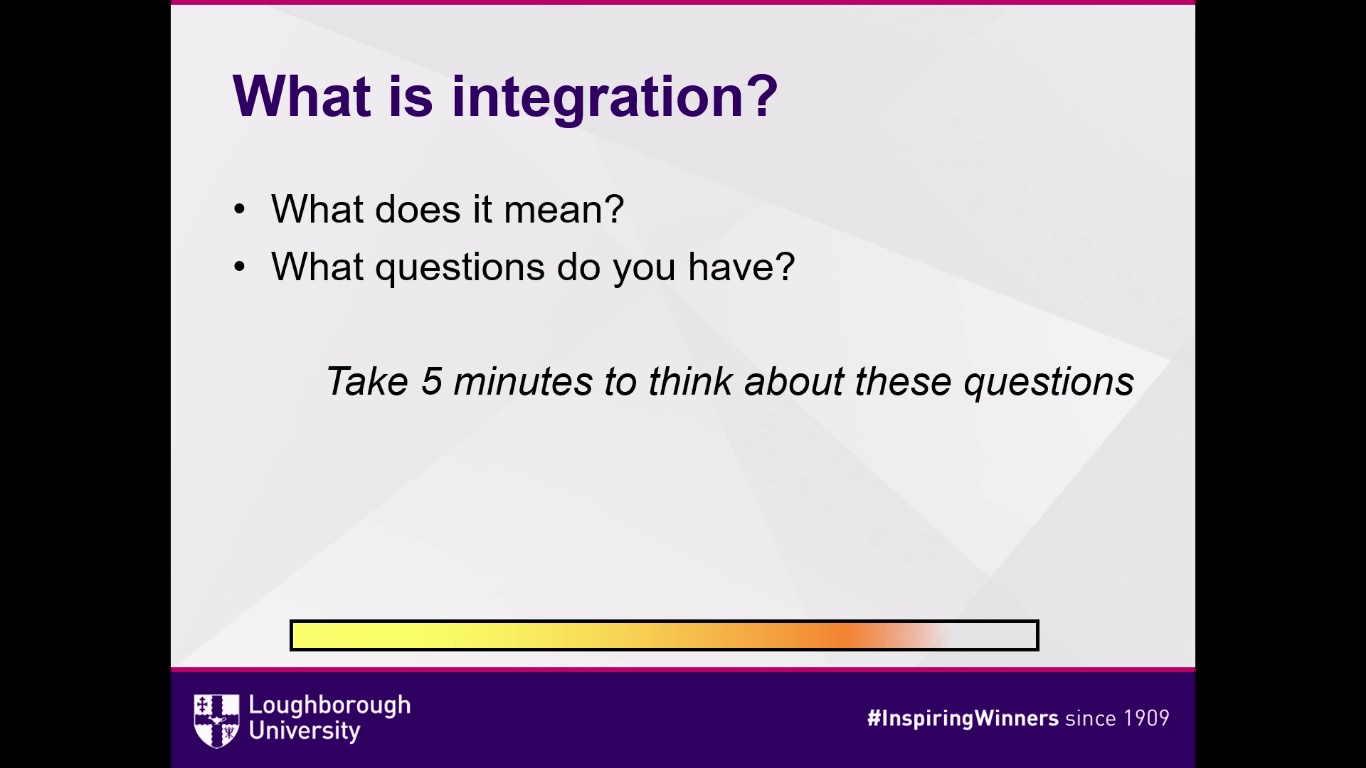 What is integration?
• What does it mean?
• What questions do you have?
Take 5 minutes to think about these questions
Loughborough
University
#InspiringWinners since 1909